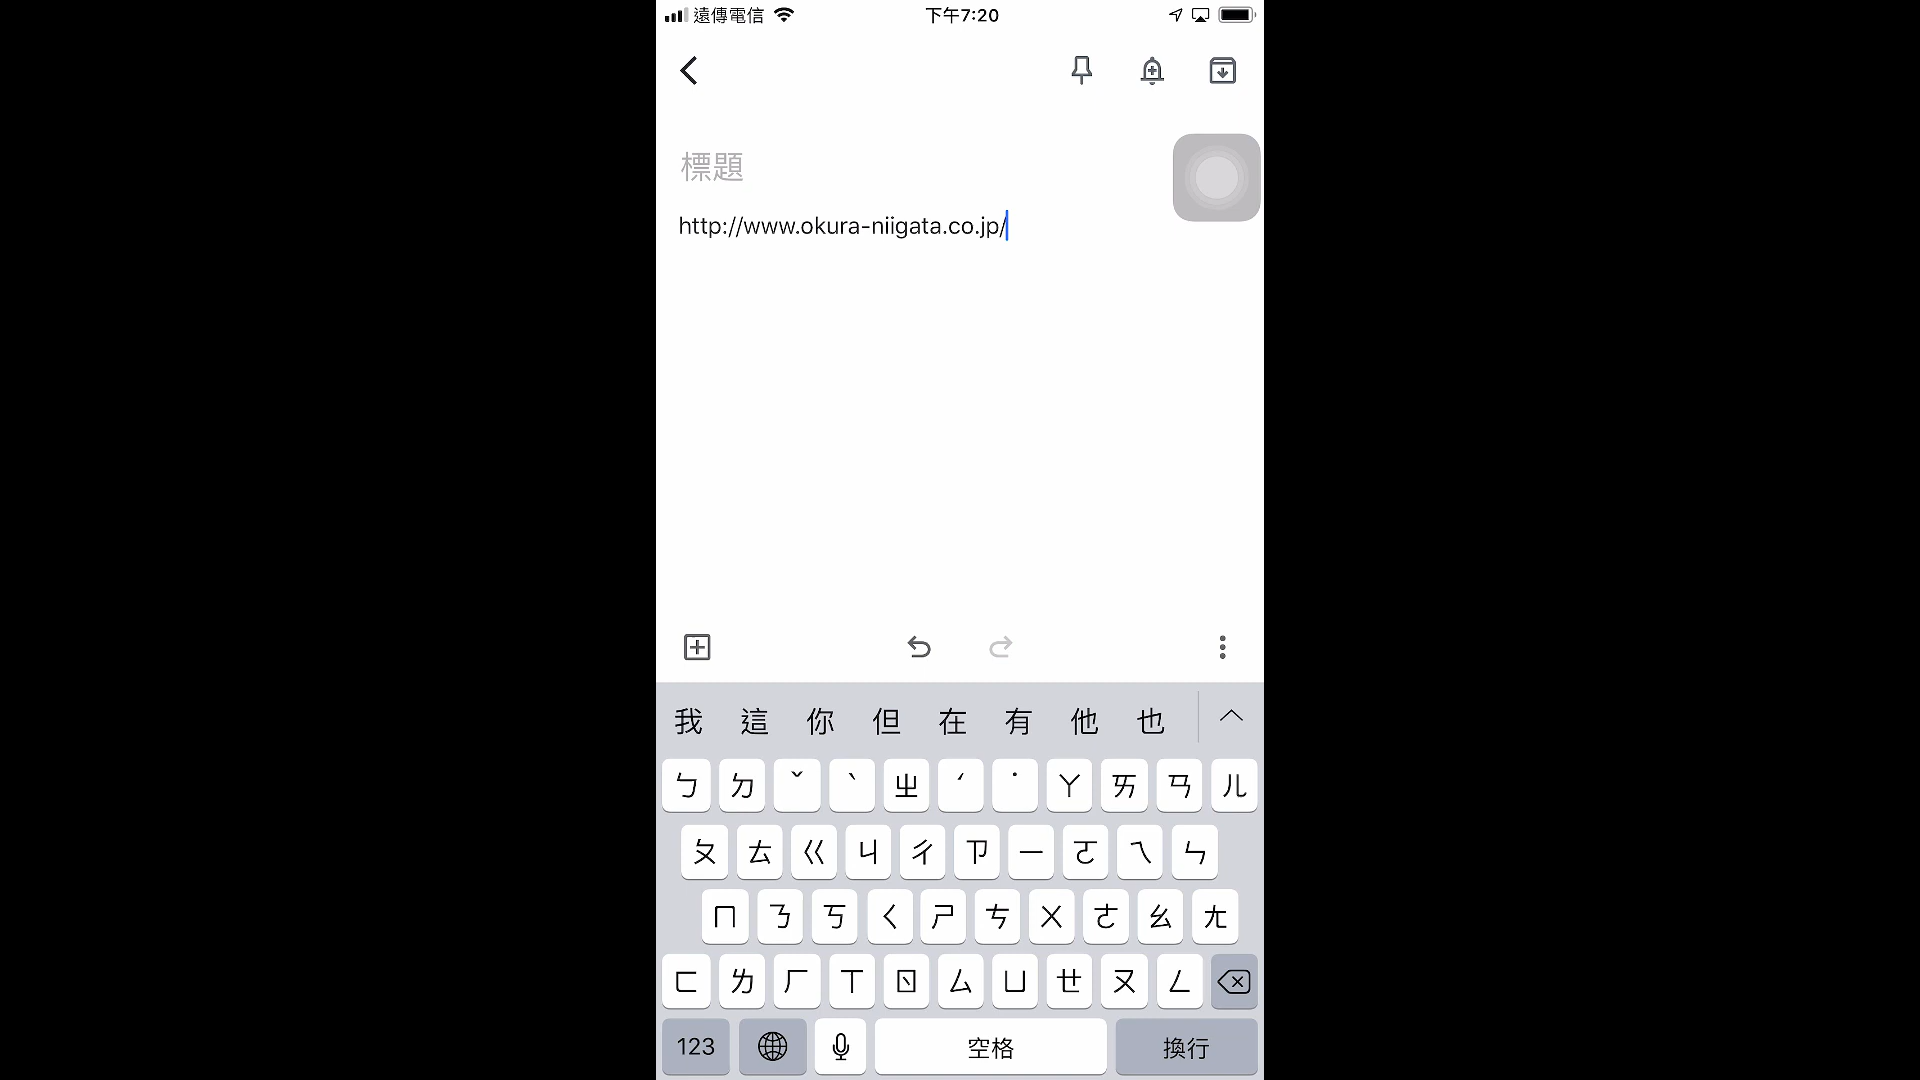 遠傳電信 下午7:20
標題
http://www.okura-niigata.co.jp/
我 這 你 但 在 有 他 也
ㄅ ㄉ ˇ ˋ ㄓ ˊ ˙ ㄚ ㄞ ㄢ ㄦ
ㄆ ㄊ ㄍ ㄐ ㄔ ㄗ ㄧ ㄛ ㄟ ㄣ
ㄇ ㄋ ㄎ ㄑ ㄕ ㄘ ㄨ ㄜ ㄠ ㄤ
ㄈ ㄌ ㄏ ㄒ ㄖ ㄙ ㄩ ㄝ ㄡ ㄥ
123 空格 換行